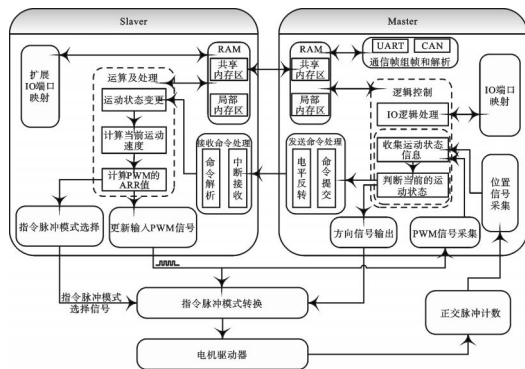 Slaver
Master
扩展
IO端口
映射
运算及处理
运动状态变更
计算当前运动
速度
计算PWM的
ARR值
RAM
共享
内存区
局部
内存区
接收命令处理
命令解析
中断接收
指令脉冲模式选择
更新输入PWM信号
RAM
共享
内存区
局部
内存区
UART
CAN
通信帧组帧和解析
逻辑控制
IO逻辑处理
收集运动状态
信息
判断当前的运
动状态
IO端口
映射
发送命令处理
电平反转
命令提交
方向信号输出
PWM信号采集
位置
信号
采集
指令脉冲模式
选择信号
指令脉冲模式转换
正交脉冲计数
电机驱动器